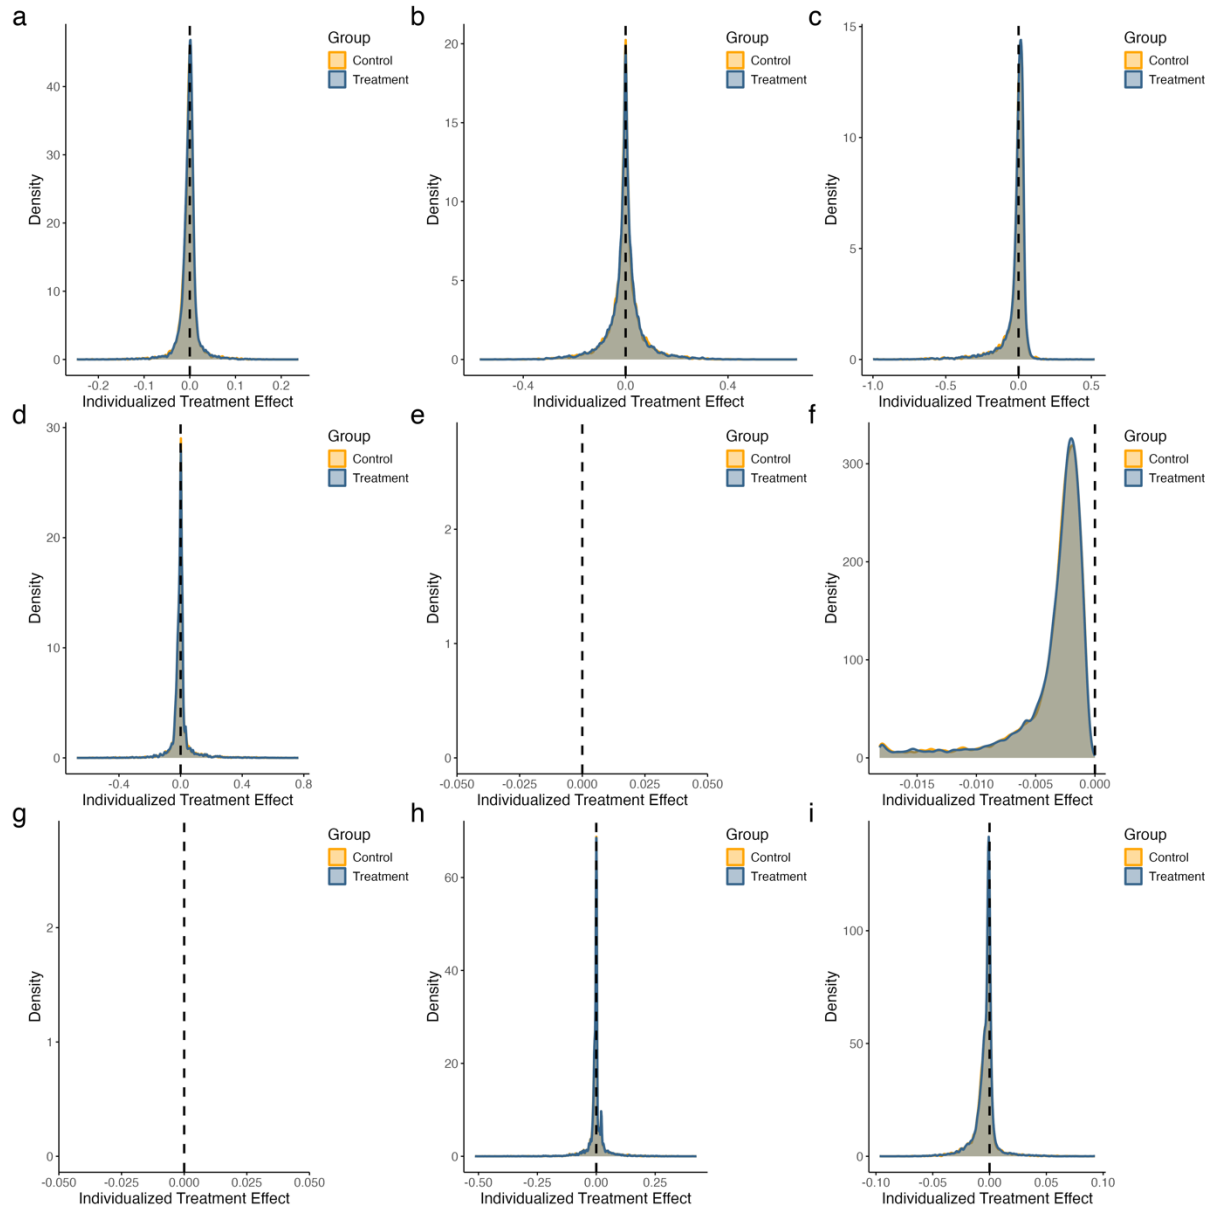 a
Group
Control
Treatment
40
30
20
10
0
Density
-0.2 -0.1 0.0 0.1 0.2
Individualized Treatment Effect
b
Group
Control
Treatment
20
15
10
5
0
Density
-0.4 0.0 0.4
Individualized Treatment Effect
c
Group
Control
Treatment
15
10
5
0
Density
-1.0 -0.5 0.0 0.5
Individualized Treatment Effect
d
Group
Control
Treatment
30
20
10
0
Density
-0.4 0.0 0.4 0.8
Individualized Treatment Effect
e
Group
Control
Treatment
2
1
0
Density
-0.050 -0.025 0.000 0.025 0.050
Individualized Treatment Effect
f
Group
Control
Treatment
300
200
100
0
Density
-0.015 -0.010 -0.005 0.000
Individualized Treatment Effect
g
Group
Control
Treatment
2
1
0
Density
-0.050 -0.025 0.000 0.025 0.050
Individualized Treatment Effect
h
Group
Control
Treatment
60
40
20
0
Density
-0.50 -0.25 0.00 0.25
Individualized Treatment Effect
i
Group
Control
Treatment
100
50
0
Density
-0.10 -0.05 0.00 0.05 0.10
Individualized Treatment Effect